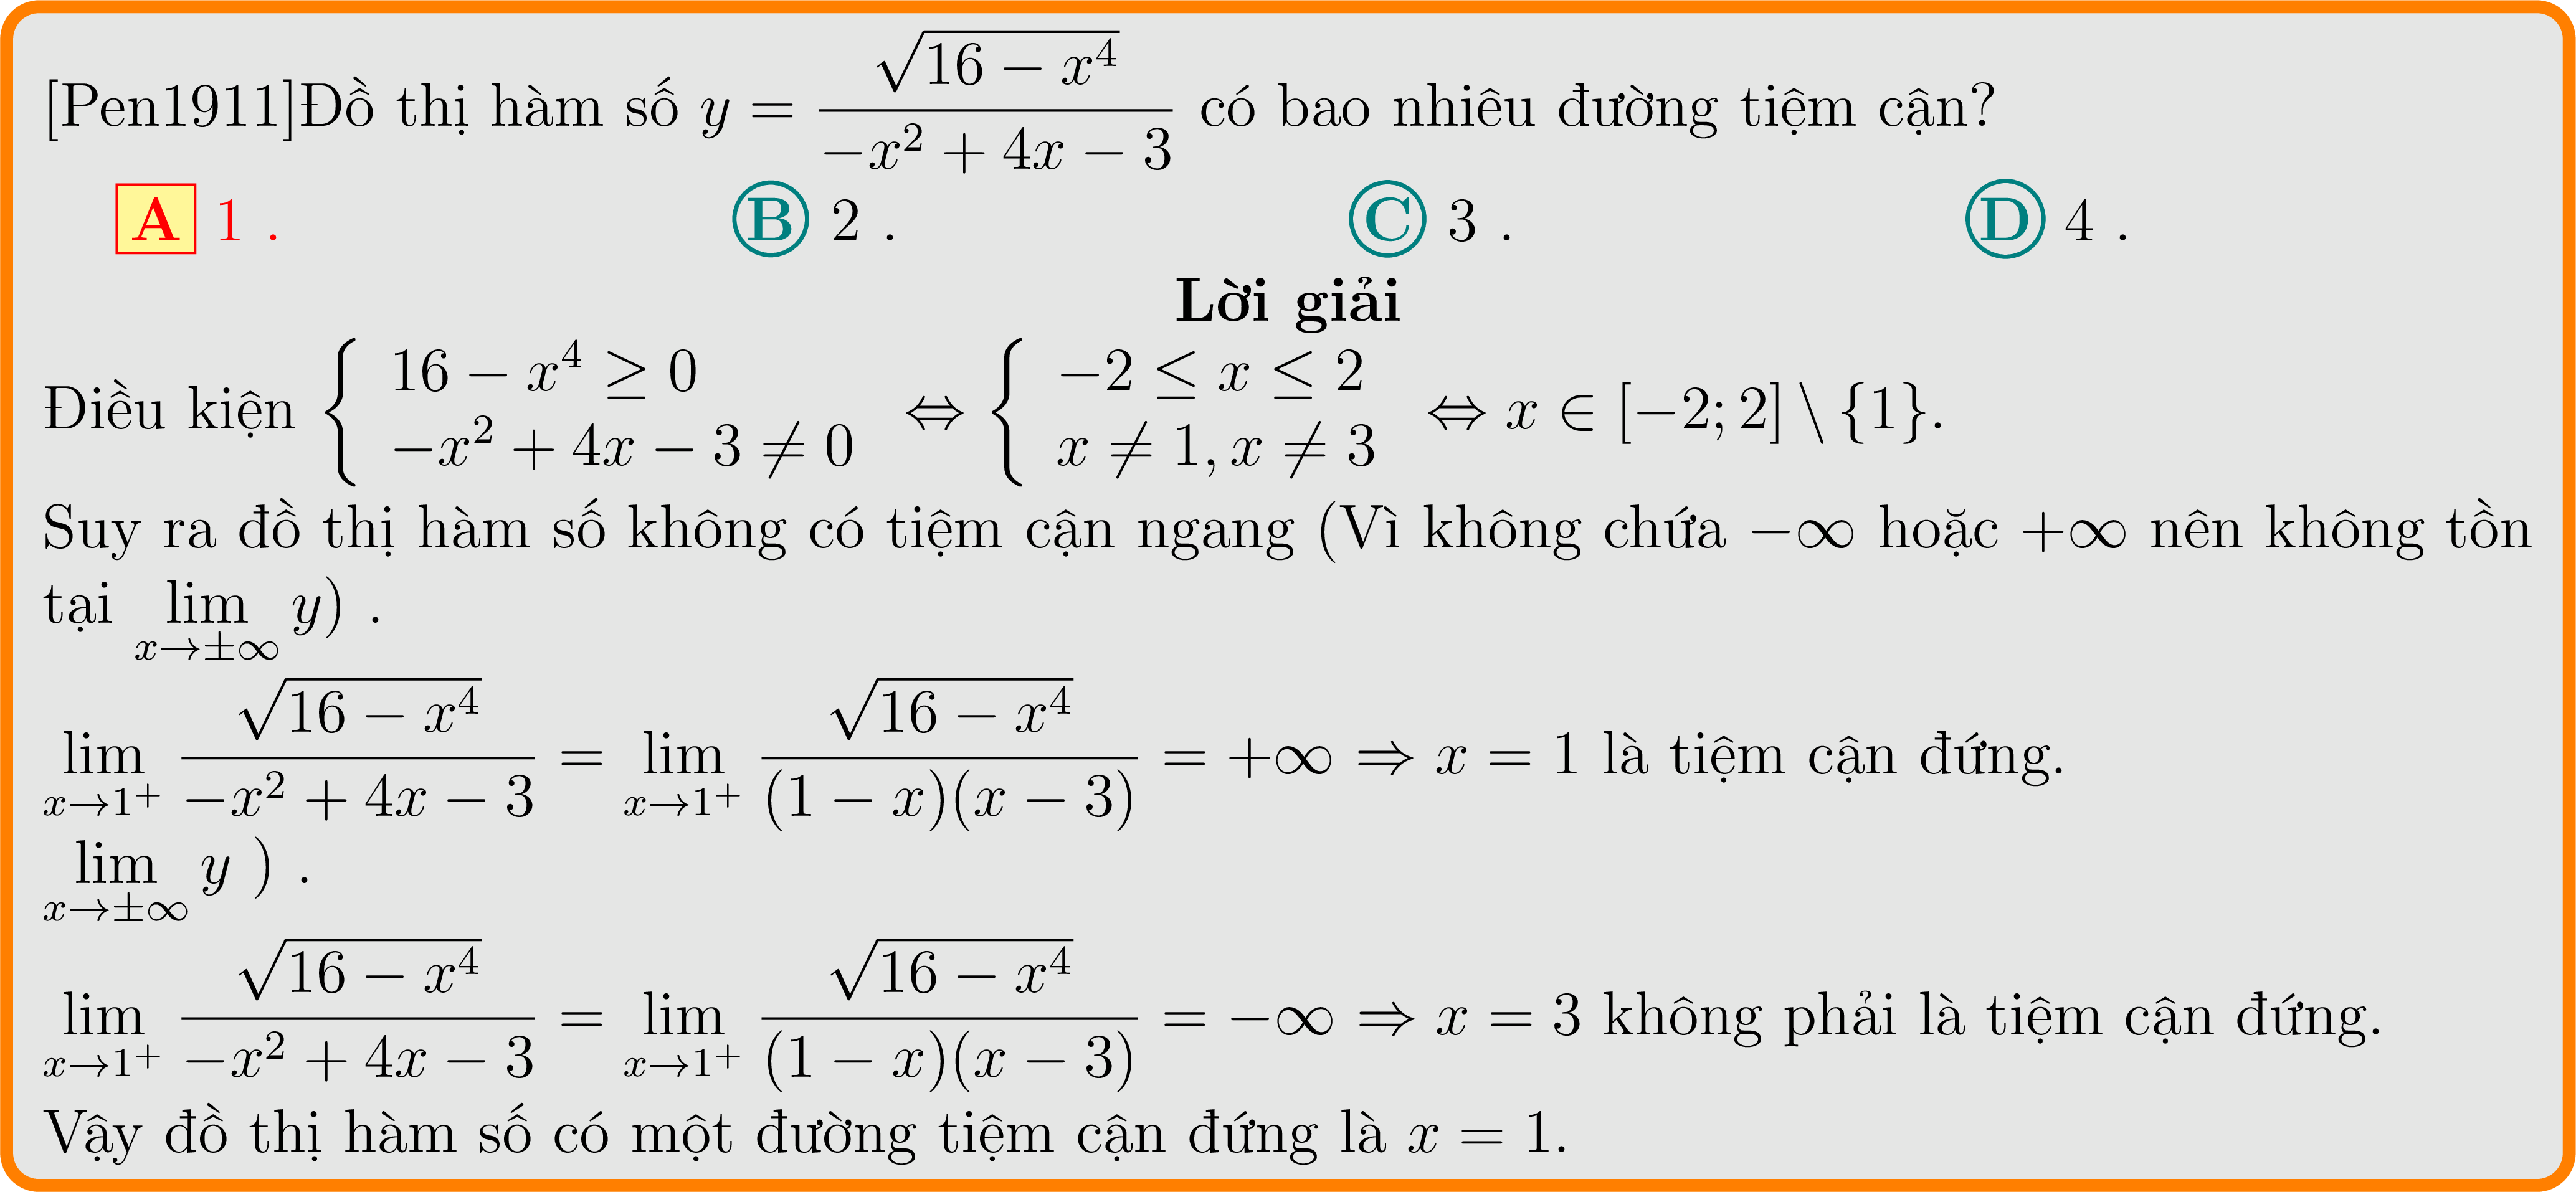 [Pen1911]Đồ thị hàm số $y = \dfrac{\sqrt{16 - x^4}}{-x^2 + 4x - 3}$ có bao nhiêu đường tiệm cận?
A 1 . B 2 . C 3 . D 4 .
Lời giải
Điều kiện $\begin{cases} 16 - x^4 \geq 0 \\ -x^2 + 4x - 3 \neq 0 \end{cases} \Leftrightarrow \begin{cases} -2 \leq x \leq 2 \\ x \neq 1, x \neq 3 \end{cases} \Leftrightarrow x \in [-2; 2] \setminus \{1\}.$
Suy ra đồ thị hàm số không có tiệm cận ngang (Vì không chứa $-\infty$ hoặc $+\infty$ nên không tồn
tại $\lim\limits_{x \to \pm\infty} y)$ .
$\lim\limits_{x \to 1^+} \dfrac{\sqrt{16 - x^4}}{-x^2 + 4x - 3} = \lim\limits_{x \to 1^+} \dfrac{\sqrt{16 - x^4}}{(1 - x)(x - 3)} = +\infty \Rightarrow x = 1$ là tiệm cận đứng.
$\lim\limits_{x \to \pm\infty} y$ ) .
$\lim\limits_{x \to 1^+} \dfrac{\sqrt{16 - x^4}}{-x^2 + 4x - 3} = \lim\limits_{x \to 1^+} \dfrac{\sqrt{16 - x^4}}{(1 - x)(x - 3)} = -\infty \Rightarrow x = 3$ không phải là tiệm cận đứng.
Vậy đồ thị hàm số có một đường tiệm cận đứng là $x = 1$.